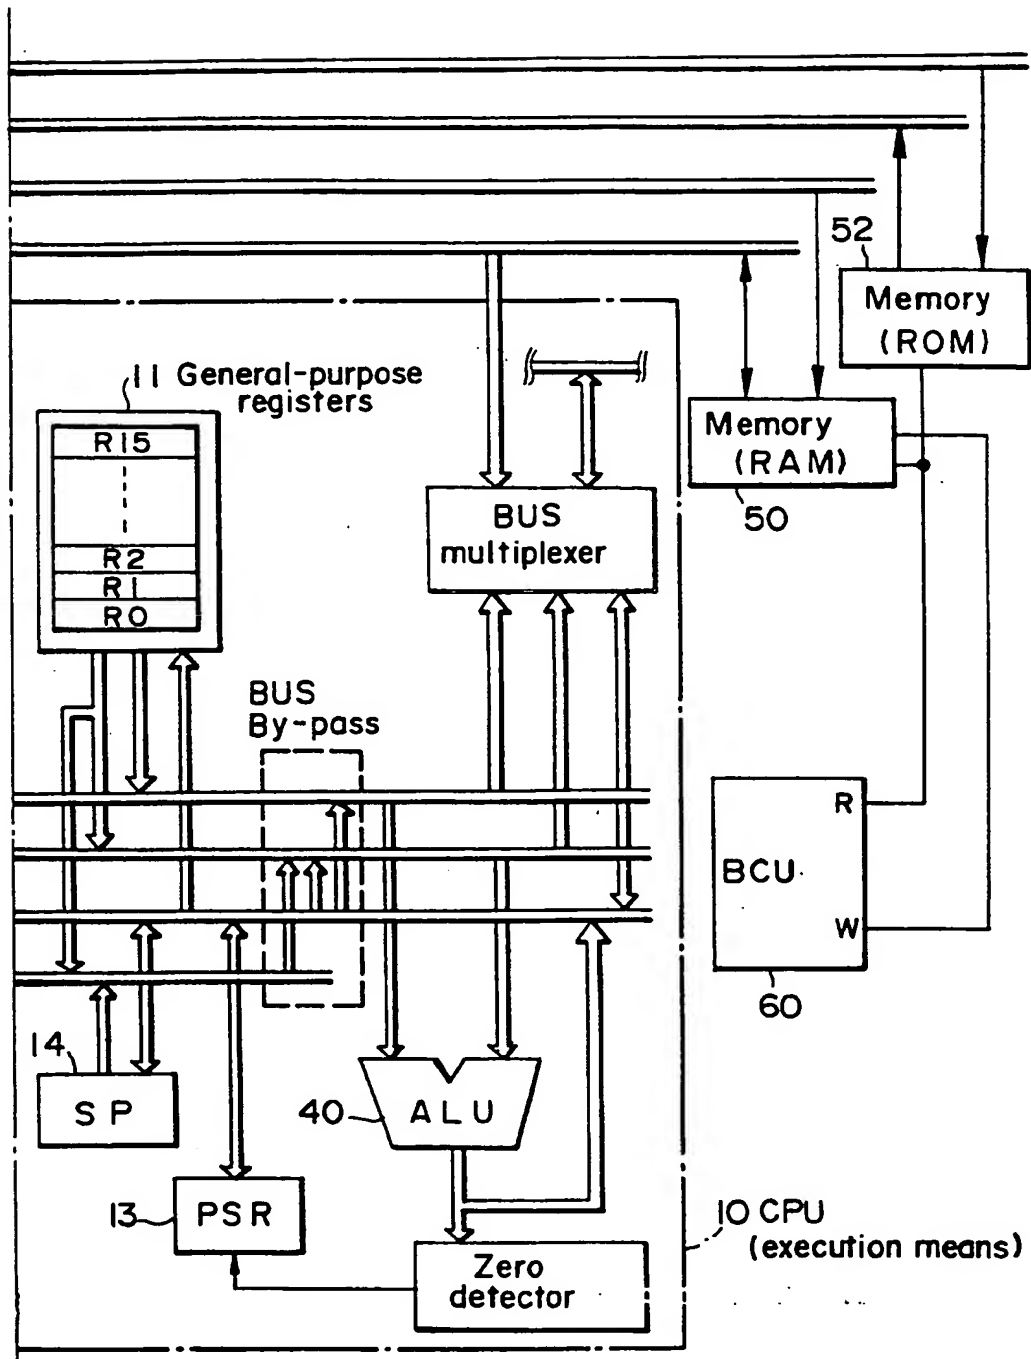 52
Memory
(ROM)
11 General-purpose
registers
R15
R2
R1
R0
BUS
multiplexer
Memory
(RAM)
50
BUS
By-pass
R
BCU
W
60
14
SP
40
ALU
13
PSR
Zero
detector
10 CPU
(execution means)